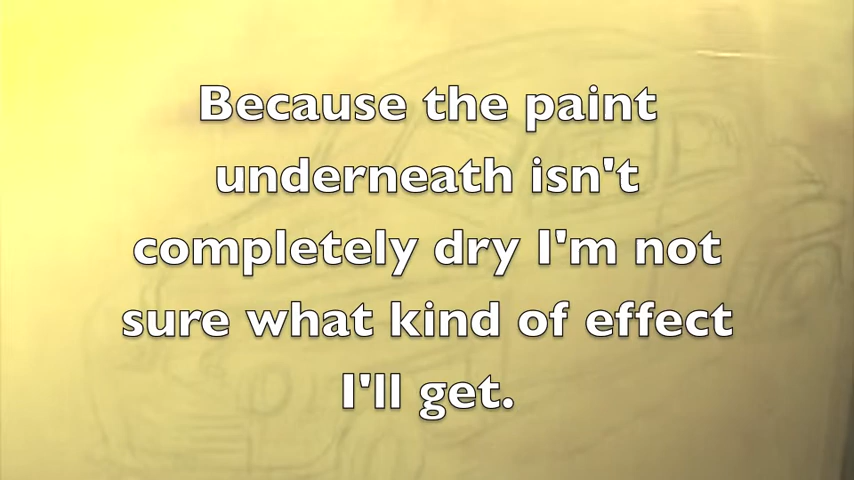 Because the paint
underneath isn't
completely dry I'm not
sure what kind of effect
I'll get.